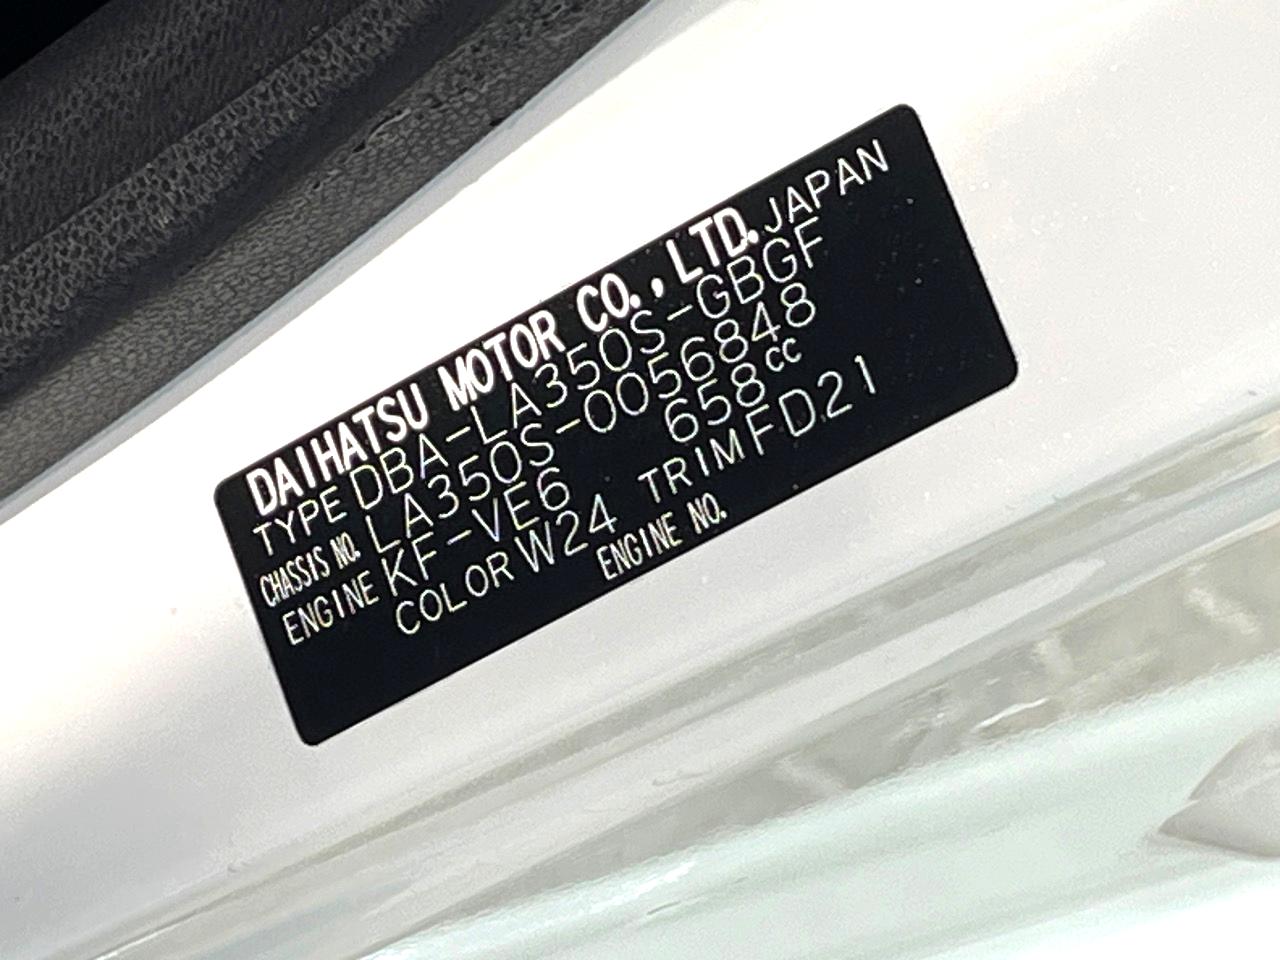 DAIHATSU MOTOR CO., LTD. JAPAN
TYPE DBA-LA350S-GBGF
CHASSIS NO. LA350S-0056848
ENGINE KF-VE6 658cc
COLOR W24 TRIM FD21
ENGINE NO.